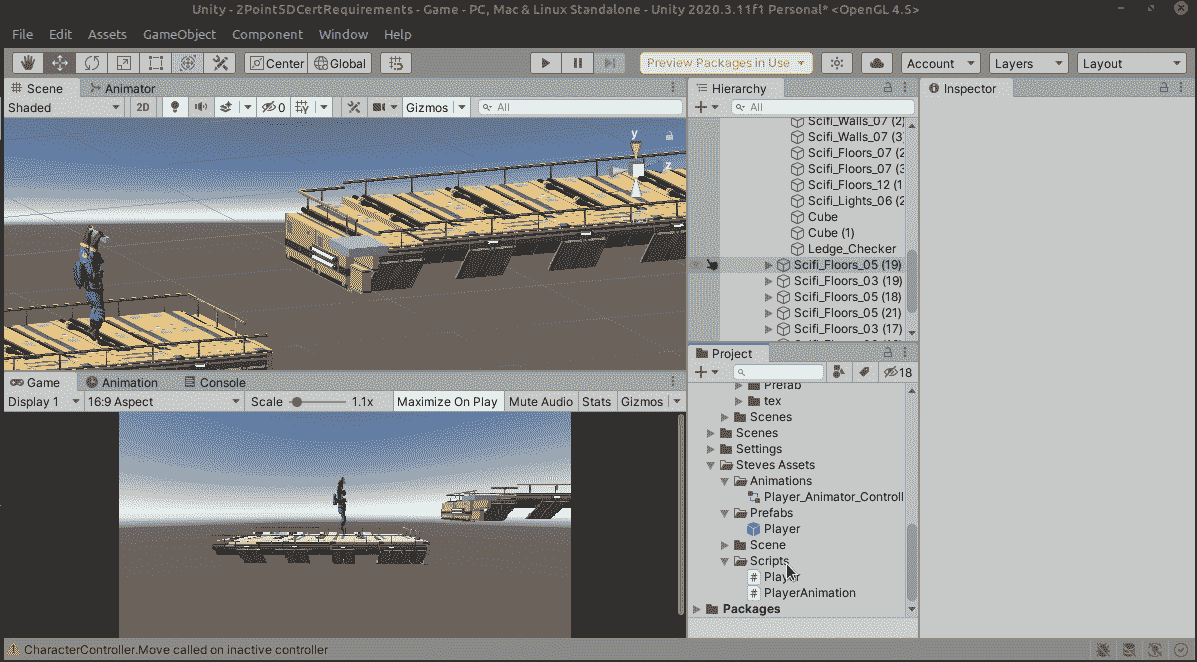 Unity - 2Point5DCertRequirements - Game - PC, Mac & Linux Standalone - Unity 2020.3.11f1 Personal* <OpenGL 4.5>
File Edit Assets GameObject Component Window Help
Center Global Preview Packages in Use Account Layers Layout
Scene Animator
Shaded 2D 0 Gizmos All
y
z
Hierarchy
All
Scifi_Walls_07 (2)
Scifi_Walls_07 (3
Scifi_Floors_07 (2
Scifi_Floors_07 (3
Scifi_Floors_12 (1
Scifi_Lights_06 (2
Cube
Cube (1)
Ledge_Checker
Scifi_Floors_05 (19)
Scifi_Floors_03 (19)
Scifi_Floors_05 (18)
Scifi_Floors_05 (21)
Scifi_Floors_03 (17)
Inspector
Game Animation Console
Display 1 16:9 Aspect Scale 1.1x Maximize On Play Mute Audio Stats Gizmos
Project
18
Prefab
tex
Scenes
Scenes
Settings
Steves Assets
Animations
Player_Animator_Controll
Prefabs
Player
Scene
Scripts
Player
PlayerAnimation
Packages
CharacterController.Move called on inactive controller